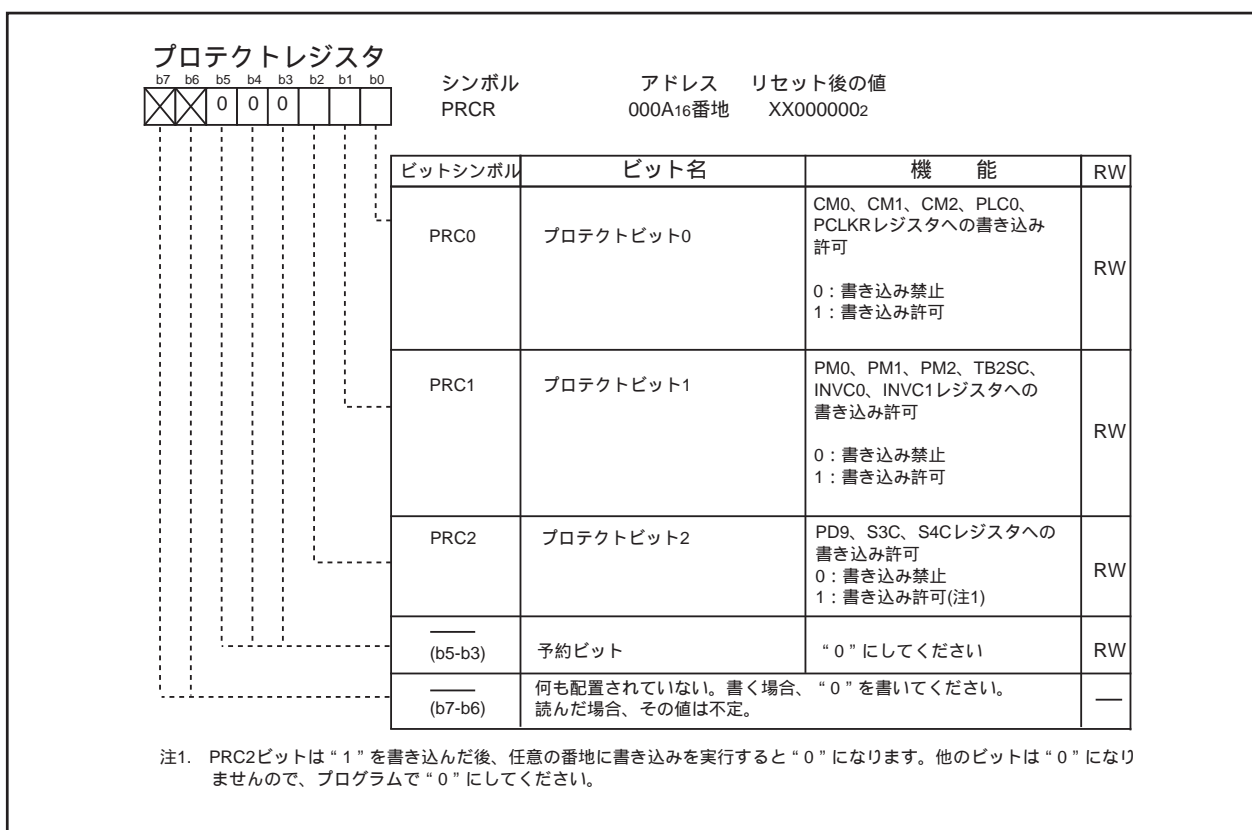 プロテクトレジスタ
b7 b6 b5 b4 b3 b2 b1 b0
0 0 0
シンボル アドレス リセット後の値
PRCR 000A16番地 XX0000002
ビットシンボル ビット名 機 能 RW
PRC0 プロテクトビット0 RW
CM0、CM1、CM2、PLC0、
PCLKRレジスタへの書き込み
許可
0：書き込み禁止
1：書き込み許可
PRC1 プロテクトビット1 RW
PM0、PM1、PM2、TB2SC、
INVC0、INVC1レジスタへの
書き込み許可
0：書き込み禁止
1：書き込み許可
PRC2 プロテクトビット2 RW
PD9、S3C、S4Cレジスタへの
書き込み許可
0：書き込み禁止
1：書き込み許可(注1)
(b5-b3) 予約ビット “0”にしてください RW
(b7-b6) 何も配置されていない。書く場合、“0”を書いてください。
読んだ場合、その値は不定。 —
注1. PRC2ビットは“1”を書き込んだ後、任意の番地に書き込みを実行すると“0”になります。他のビットは“0”になり
ませんので、プログラムで“0”にしてください。